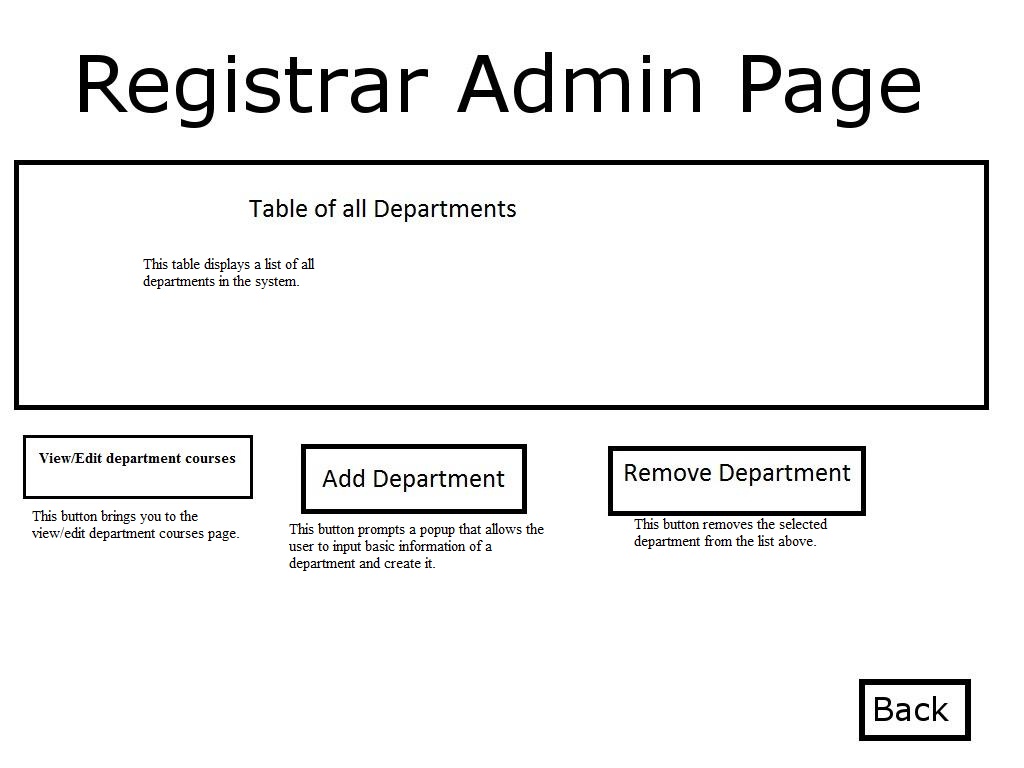 Registrar Admin Page
Table of all Departments
This table displays a list of all
departments in the system.
View/Edit department courses
This button brings you to the
view/edit department courses page.
Add Department
This button prompts a popup that allows the
user to input basic information of a
department and create it.
Remove Department
This button removes the selected
department from the list above.
Back